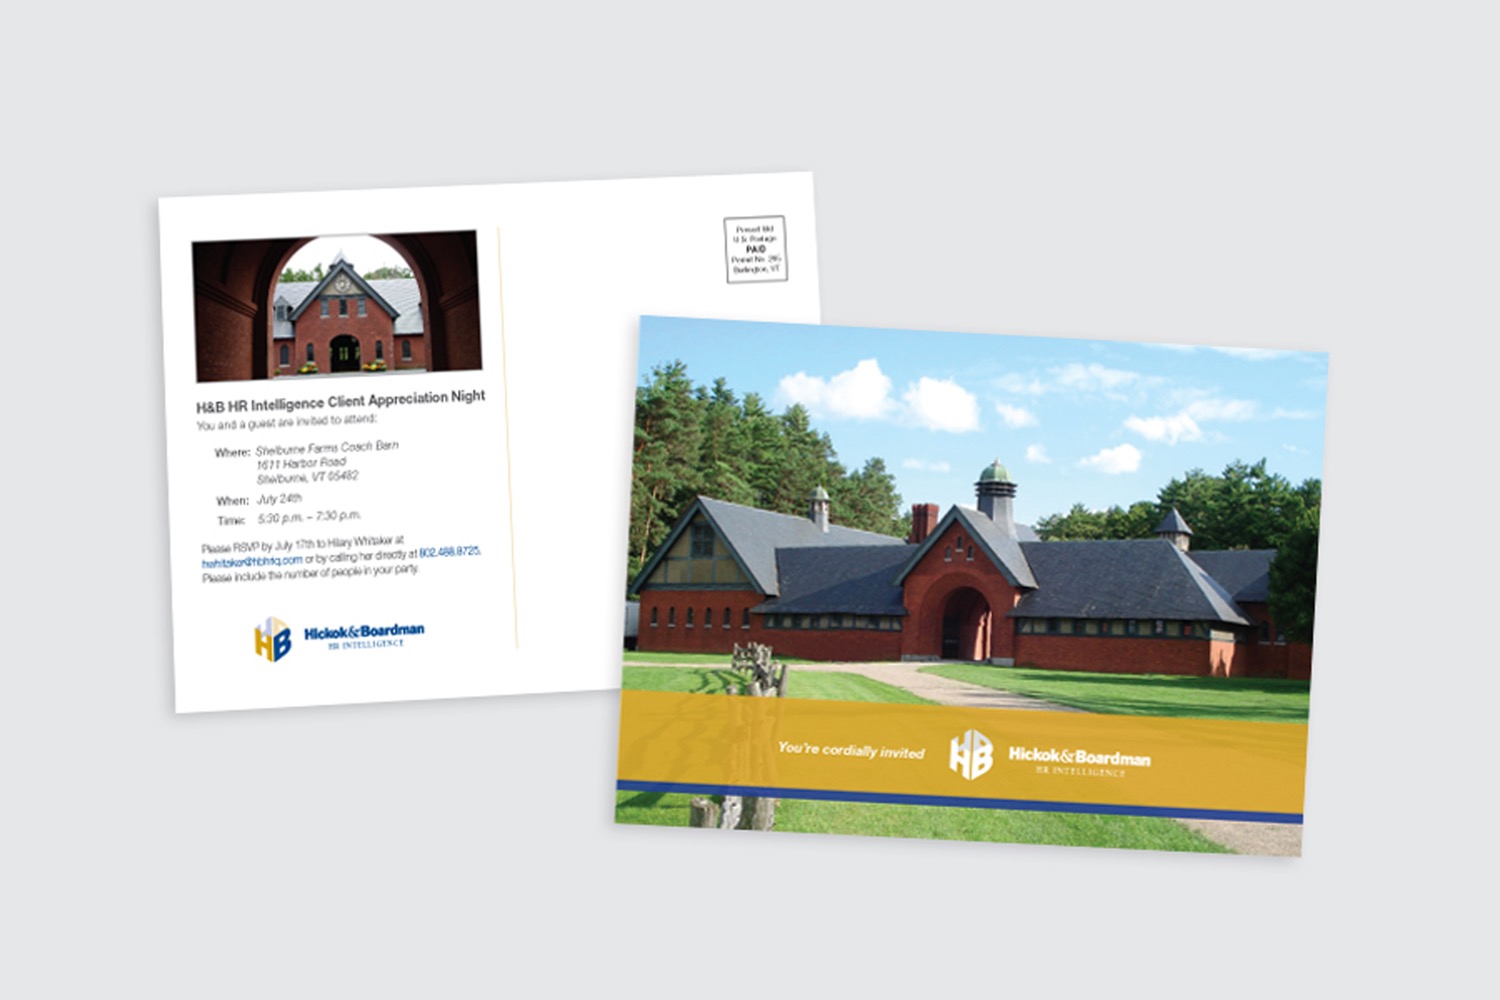 H&B HR Intelligence Client Appreciation Night
You and a guest are invited to attend:
Where: Shelburne Farms Coach Barn
1611 Harbor Road
Shelburne, VT 05482
When: July 24th
Time: 5:30 p.m. – 7:30 p.m.
Please RSVP by July 17th to Hilary Whitaker at
hwhitaker@hbhriq.com or by calling her directly at 802.488.8725.
Please include the number of people in your party.
HB
Hickok&Boardman
HR INTELLIGENCE
Presort Std
U S Postage
PAID
Permit No
Burlington, VT
You're cordially invited
HB
Hickok&Boardman
HR INTELLIGENCE